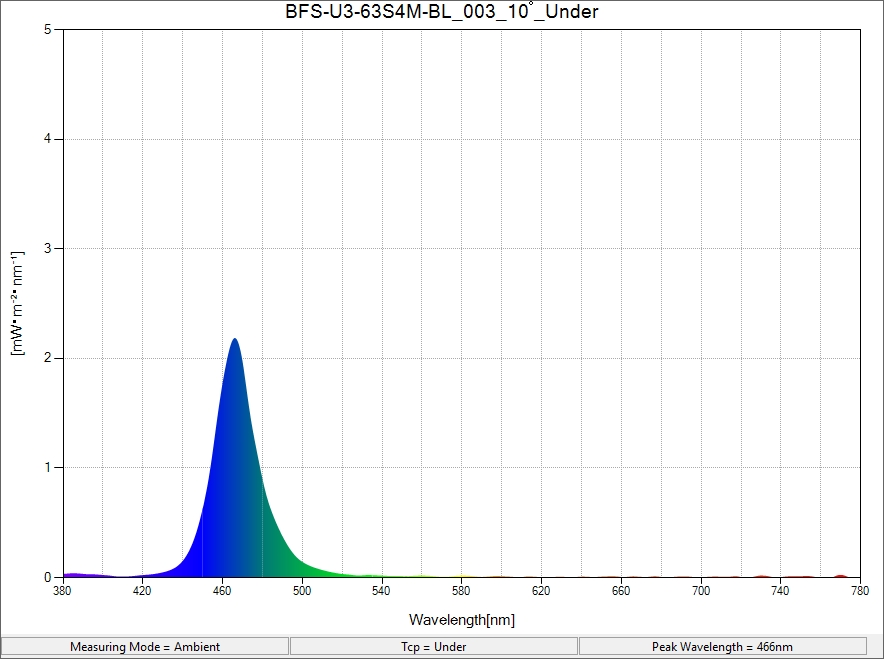 BFS-U3-63S4M-BL_003_10°_Under
5
4
3
2
1
0
[mW•m⁻²•nm⁻¹]
380 420 460 500 540 580 620 660 700 740 780
Wavelength[nm]
Measuring Mode = Ambient Tcp = Under Peak Wavelength = 466nm